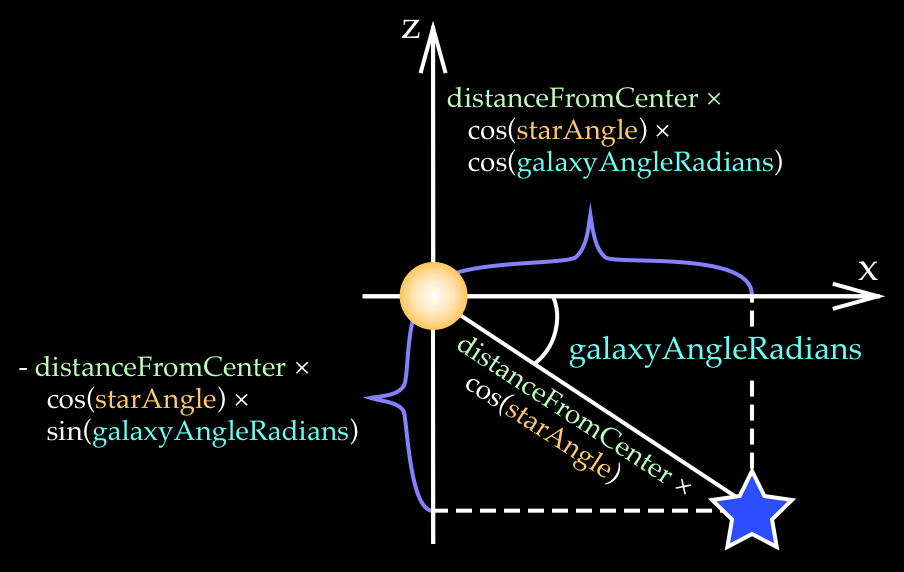 z
distanceFromCenter ×
cos(starAngle) ×
cos(galaxyAngleRadians)
x
galaxyAngleRadians
distanceFromCenter ×
cos(starAngle)
- distanceFromCenter ×
cos(starAngle) ×
sin(galaxyAngleRadians)